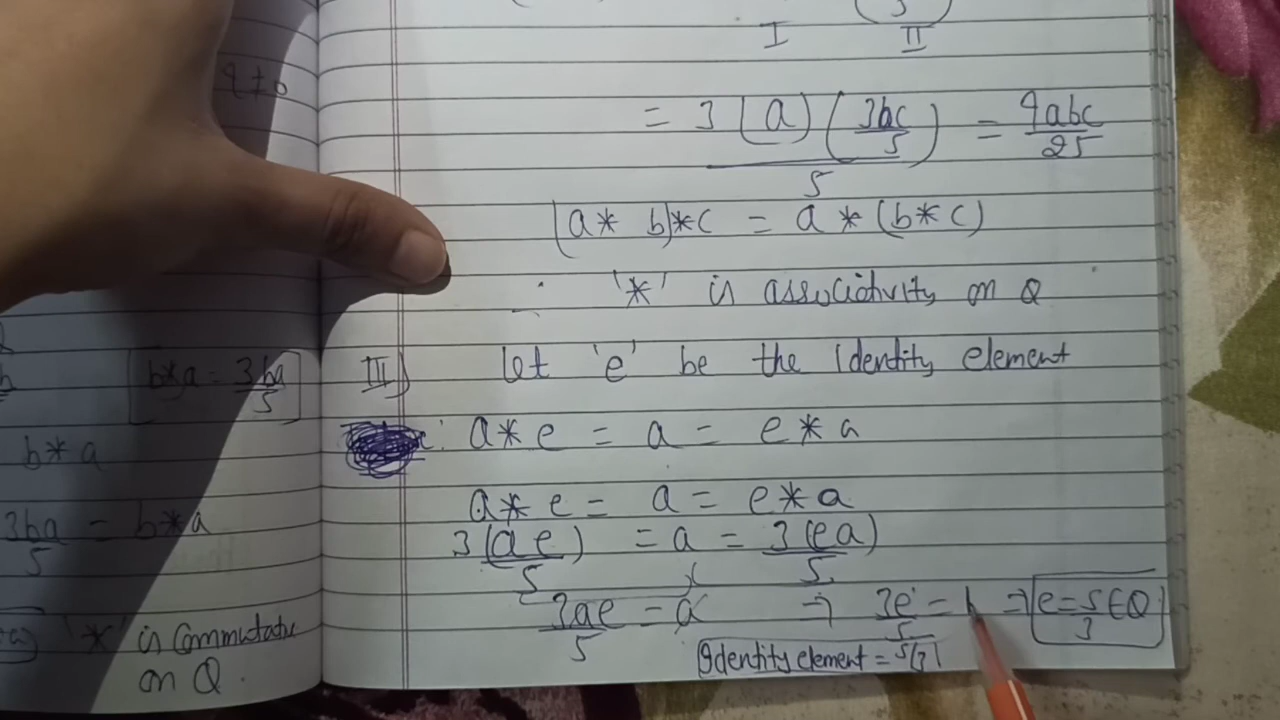 q ≠ 0
b*a = 3ba/5
b*a
3ba/5 = b*a
'*' is commutative
on Q.
I II
= 3(a)(3bc/5)/5 = 9abc/25
(a* b)*c = a*(b*c)
∴ '*' is associativity on Q
III) Let 'e' be the Identity element
a*e = a = e*a
a*e = a = e*a
3(ae)/5 = a = 3(ea)/5
3ae/5 = a ⇒ 3e/5 = 1 ⇒ e = 5/3 ∈ Q
Identity element = 5/3